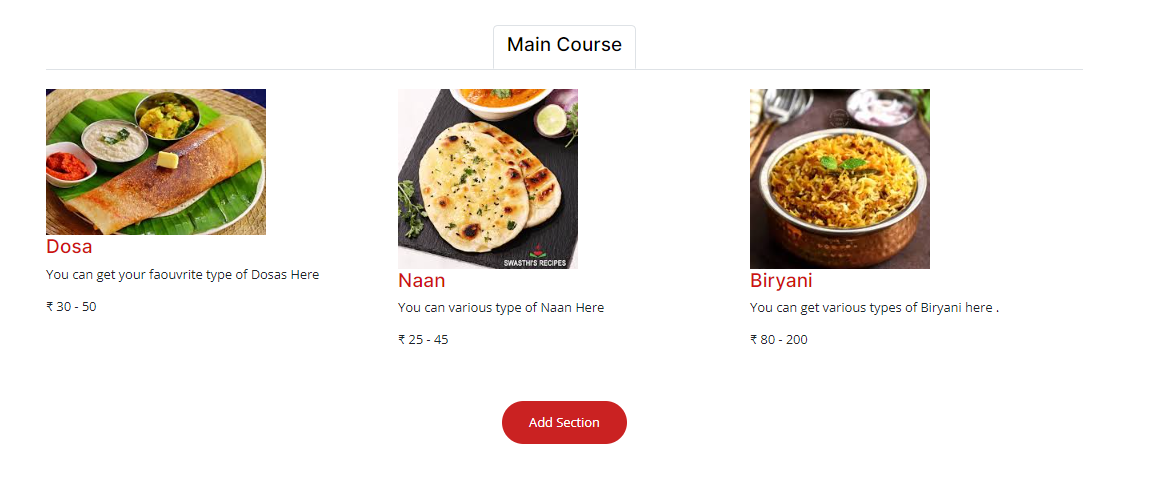 Main Course
SWASTHI'S RECIPES
Dosa
You can get your faouvrite type of Dosas Here
₹ 30 - 50
Naan
You can various type of Naan Here
₹ 25 - 45
Biryani
You can get various types of Biryani here .
₹ 80 - 200
Add Section